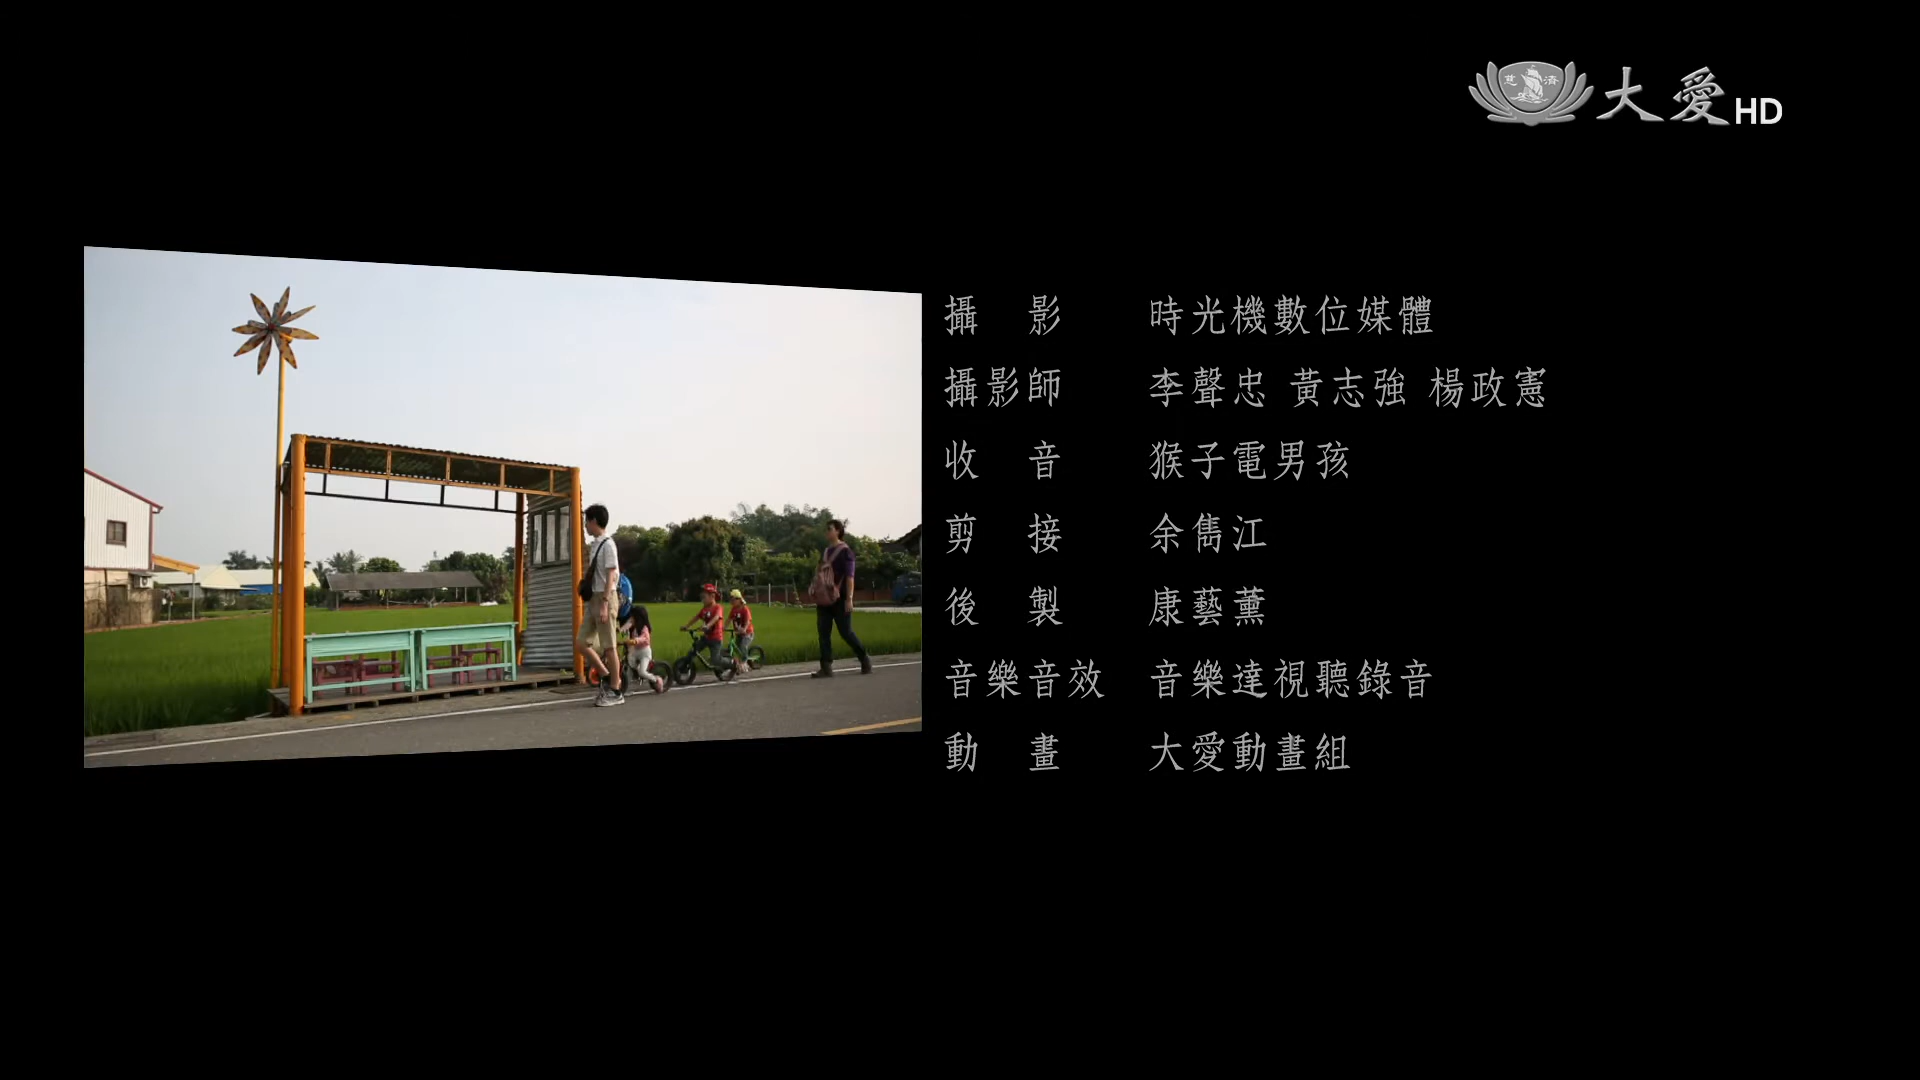 慈濟
大愛HD
攝影 時光機數位媒體
攝影師 李聲忠 黃志強 楊政憲
收音 猴子電男孩
剪接 余雋江
後製 康藝薰
音樂音效 音樂達視聽錄音
動畫 大愛動畫組